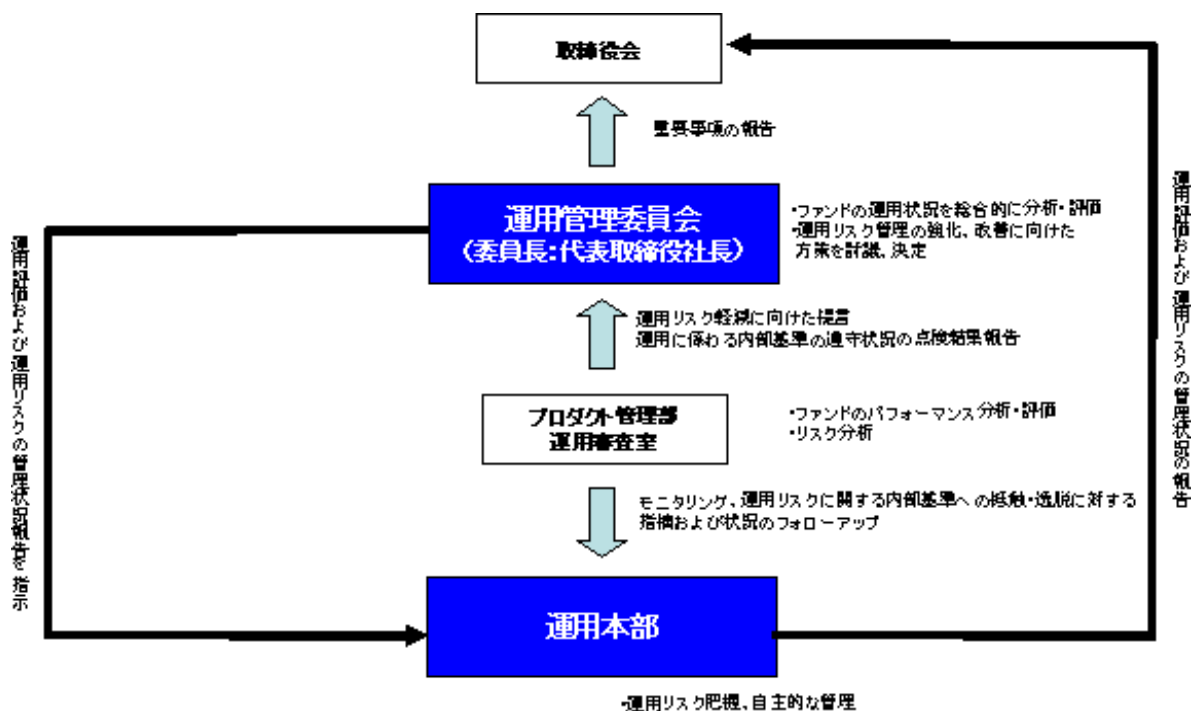 取締役会
重要事項の報告
運用管理委員会
（委員長：代表取締役社長）
・ファンドの運用状況を総合的に分析・評価
・運用リスク管理の強化、改善に向けた
方策を討議、決定
運用リスク軽減に向けた提言
運用に係わる内部基準の遵守状況の点検結果報告
プロダクト管理部
運用審査室
・ファンドのパフォーマンス分析・評価
・リスク分析
モニタリング、運用リスクに関する内部基準への抵触・逸脱に対する
指摘および状況のフォローアップ
運用本部
・運用リスク把握、自主的な管理
運用評価および運用リスクの管理状況報告を指示
運用評価および運用リスクの管理状況の報告